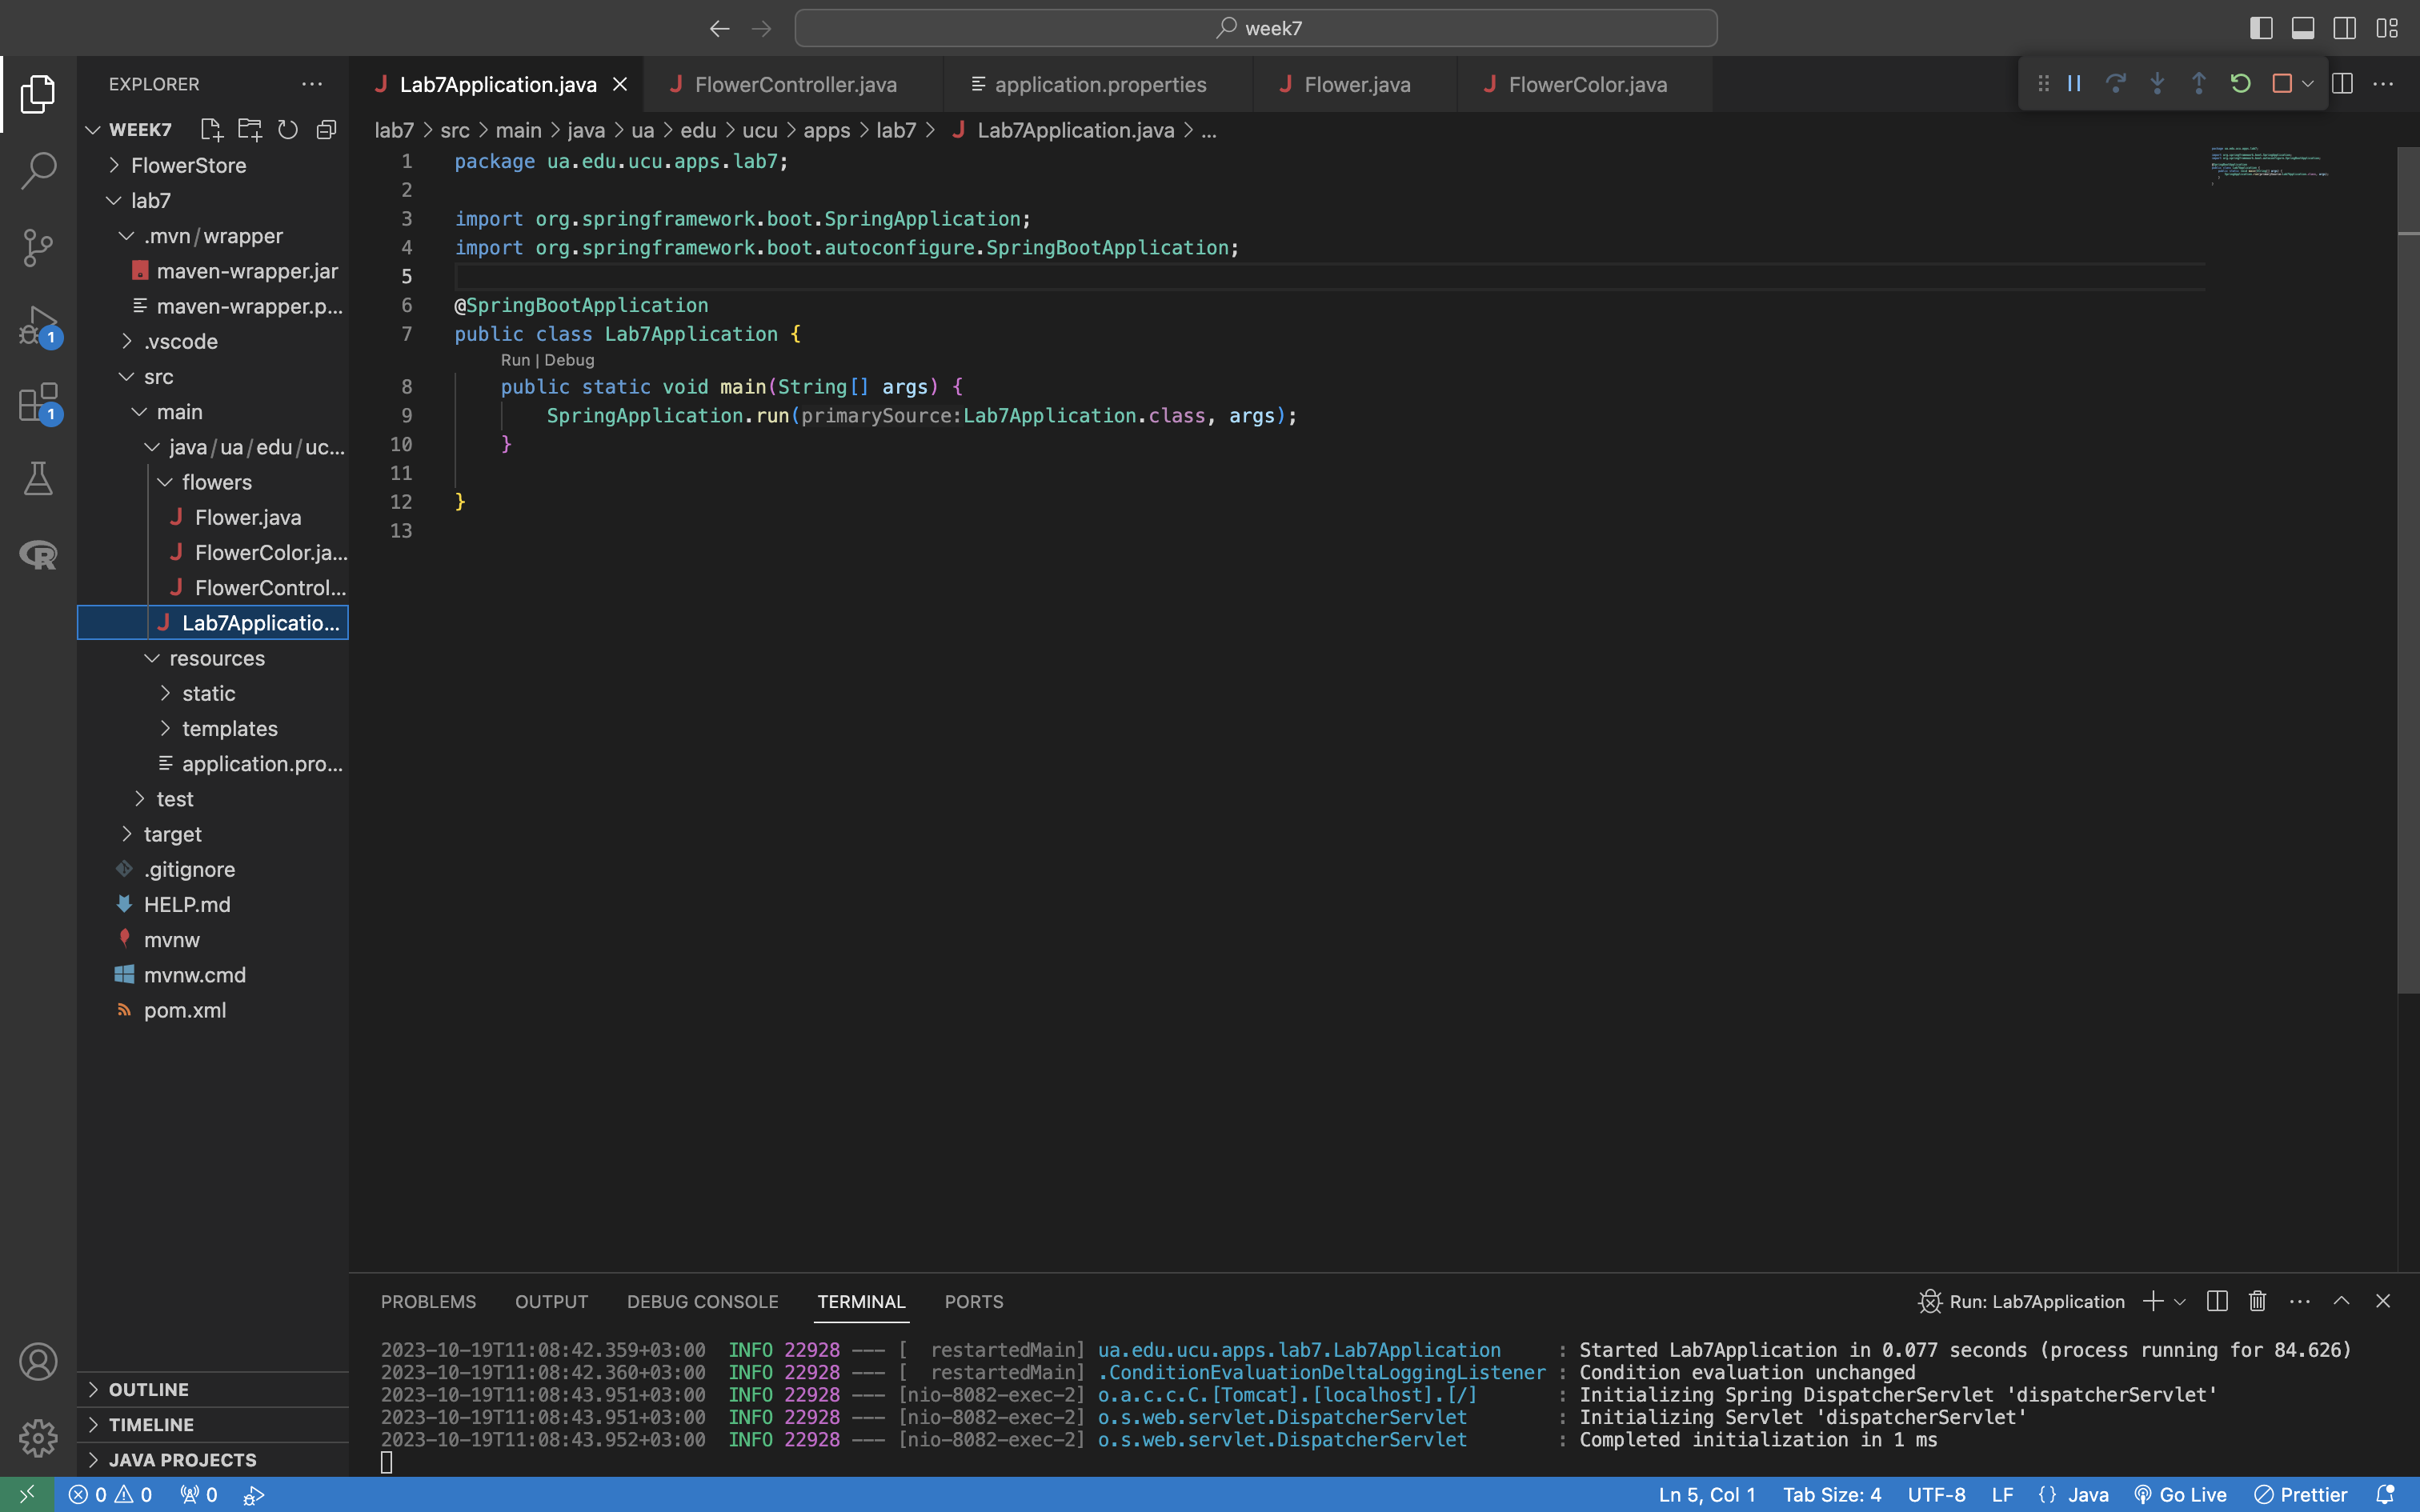 week7
EXPLORER
WEEK7
FlowerStore
lab7
.mvn/wrapper
maven-wrapper.jar
maven-wrapper.p...
.vscode
src
main
java/ua/edu/uc...
flowers
Flower.java
FlowerColor.ja...
FlowerControl...
Lab7Applicatio...
resources
static
templates
application.pro...
test
target
.gitignore
HELP.md
mvnw
mvnw.cmd
pom.xml
OUTLINE
TIMELINE
JAVA PROJECTS
1
1
Lab7Application.java
FlowerController.java
application.properties
Flower.java
FlowerColor.java
lab7 > src > main > java > ua > edu > ucu > apps > lab7 > Lab7Application.java > ...
1 package ua.edu.ucu.apps.lab7;
2
3 import org.springframework.boot.SpringApplication;
4 import org.springframework.boot.autoconfigure.SpringBootApplication;
5
6 @SpringBootApplication
7 public class Lab7Application {
Run | Debug
8 public static void main(String[] args) {
9 SpringApplication.run(primarySource:Lab7Application.class, args);
10 }
11
12 }
13
PROBLEMS OUTPUT DEBUG CONSOLE TERMINAL PORTS
Run: Lab7Application
2023-10-19T11:08:42.359+03:00 INFO 22928 --- [ restartedMain] ua.edu.ucu.apps.lab7.Lab7Application : Started Lab7Application in 0.077 seconds (process running for 84.626)
2023-10-19T11:08:42.360+03:00 INFO 22928 --- [ restartedMain] .ConditionEvaluationDeltaLoggingListener : Condition evaluation unchanged
2023-10-19T11:08:43.951+03:00 INFO 22928 --- [nio-8082-exec-2] o.a.c.c.C.[Tomcat].[localhost].[/] : Initializing Spring DispatcherServlet 'dispatcherServlet'
2023-10-19T11:08:43.951+03:00 INFO 22928 --- [nio-8082-exec-2] o.s.web.servlet.DispatcherServlet : Initializing Servlet 'dispatcherServlet'
2023-10-19T11:08:43.952+03:00 INFO 22928 --- [nio-8082-exec-2] o.s.web.servlet.DispatcherServlet : Completed initialization in 1 ms
0 0 0 Ln 5, Col 1 Tab Size: 4 UTF-8 LF {} Java Go Live Prettier